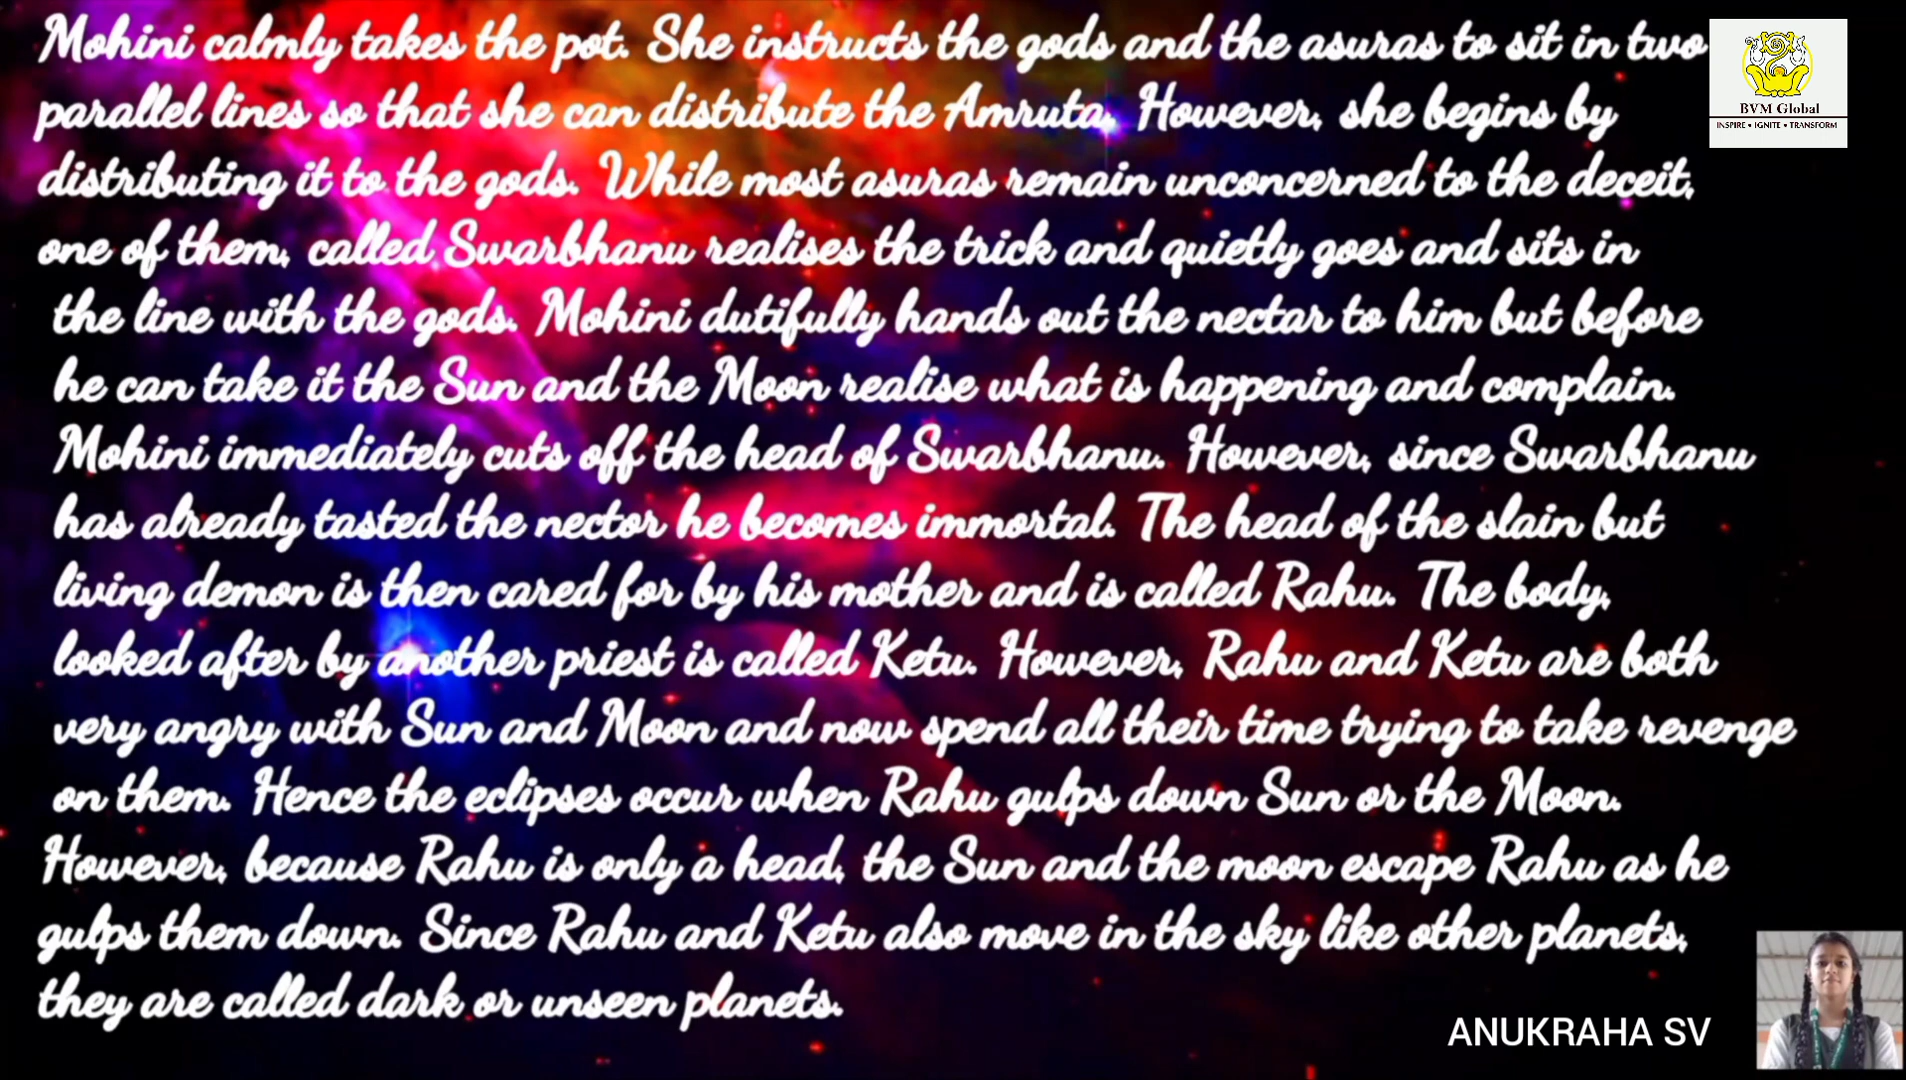 Mohini calmly takes the pot. She instructs the gods and the asuras to sit in two
parallel lines so that she can distribute the Amruta. However, she begins by
distributing it to the gods. While most asuras remain unconcerned to the deceit,
one of them, called Swarbhanu realises the trick and quietly goes and sits in
the line with the gods. Mohini dutifully hands out the nectar to him but before
he can take it the Sun and the Moon realise what is happening and complain.
Mohini immediately cuts off the head of Swarbhanu. However, since Swarbhanu
has already tasted the nector he becomes immortal. The head of the slain but
living demon is then cared for by his mother and is called Rahu. The body,
looked after by another priest is called Ketu. However, Rahu and Ketu are both
very angry with Sun and Moon and now spend all their time trying to take revenge
on them. Hence the eclipses occur when Rahu gulps down Sun or the Moon.
However, because Rahu is only a head, the Sun and the moon escape Rahu as he
gulps them down. Since Rahu and Ketu also move in the sky like other planets,
they are called dark or unseen planets.
BVM Global
INSPIRE • IGNITE • TRANSFORM
ANUKRAHA SV